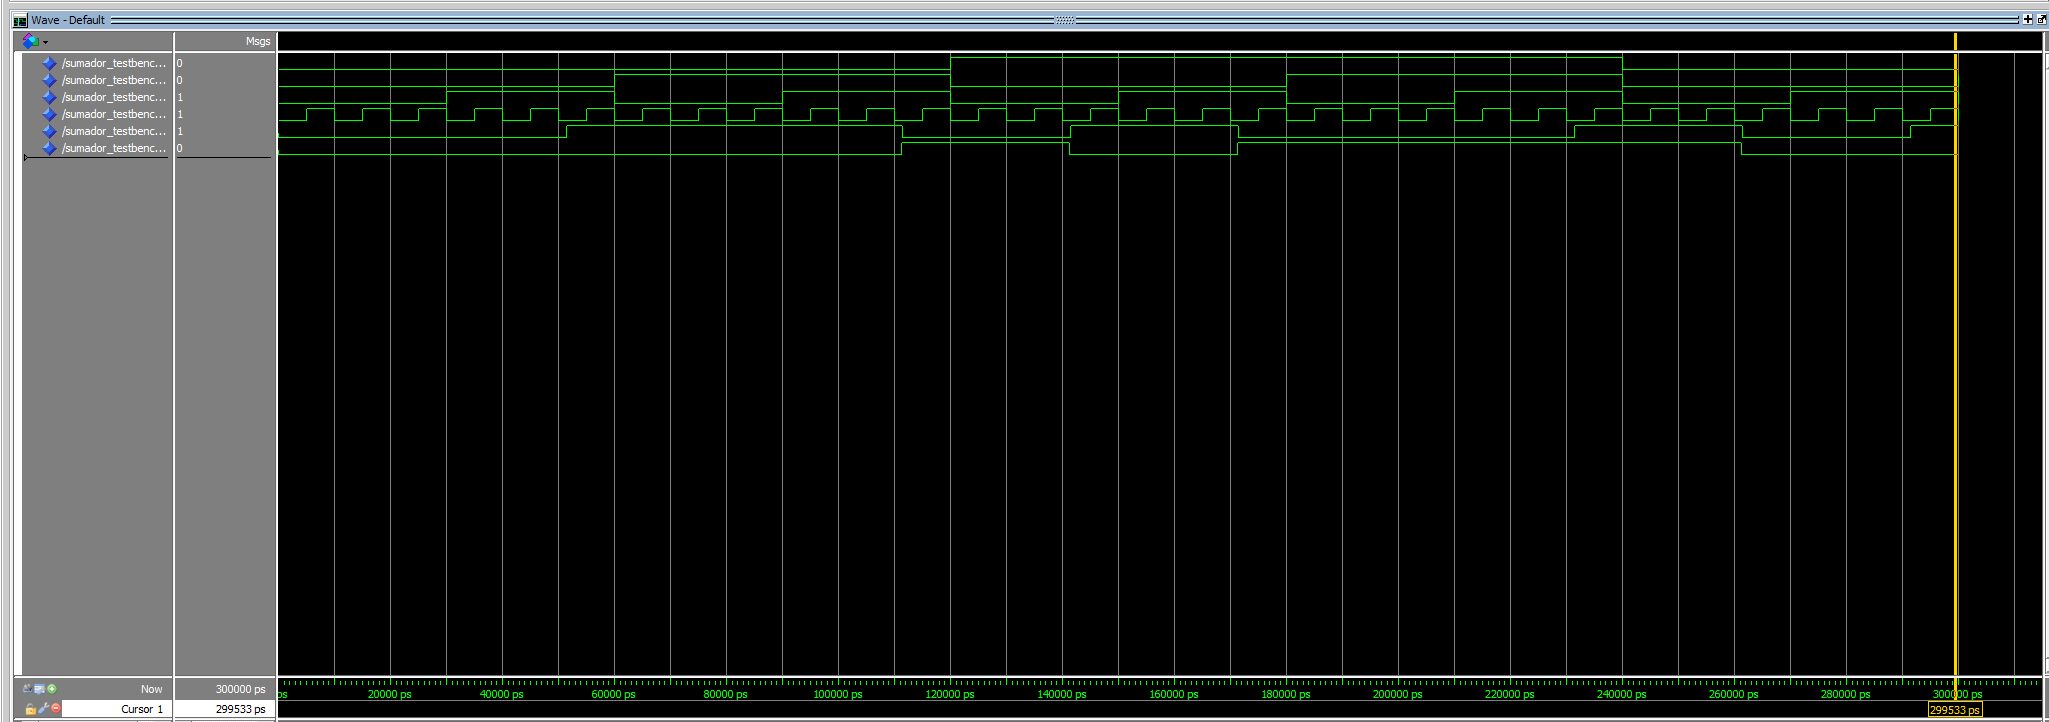 Wave - Default
Msgs
/sumador_testbenc... 0
/sumador_testbenc... 0
/sumador_testbenc... 1
/sumador_testbenc... 1
/sumador_testbenc... 1
/sumador_testbenc... 0
Now 300000 ps
ps 20000 ps 40000 ps 60000 ps 80000 ps 100000 ps 120000 ps 140000 ps 160000 ps 180000 ps 200000 ps 220000 ps 240000 ps 260000 ps 280000 ps 300000 ps
Cursor 1 299533 ps
299533 ps